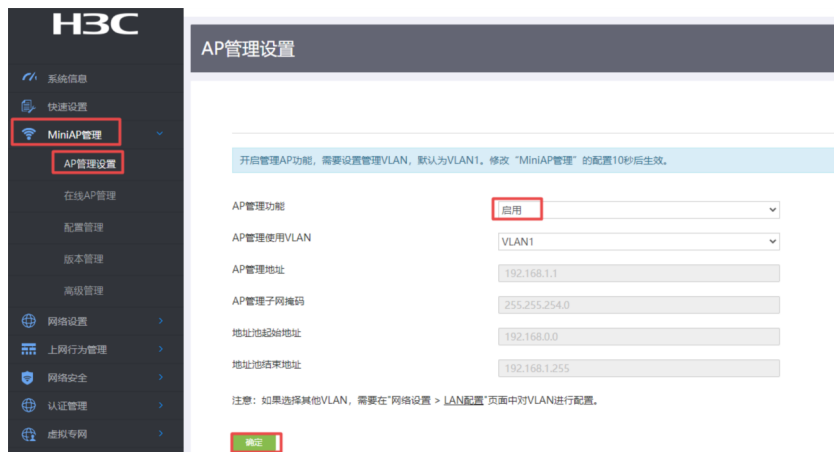 H3C
AP管理设置
系统信息
快速设置
MiniAP管理
AP管理设置
在线AP管理
配置管理
版本管理
高级管理
网络设置
上网行为管理
网络安全
认证管理
虚拟专网
开启管理AP功能，需要设置管理VLAN，默认为VLAN1。修改“MiniAP管理”的配置10秒后生效。
AP管理功能 启用
AP管理使用VLAN VLAN1
AP管理地址 192.168.1.1
AP管理子网掩码 255.255.254.0
地址池起始地址 192.168.0.0
地址池结束地址 192.168.1.255
注意：如果选择其他VLAN，需要在"网络设置 > LAN配置"页面中对VLAN进行配置。
确定